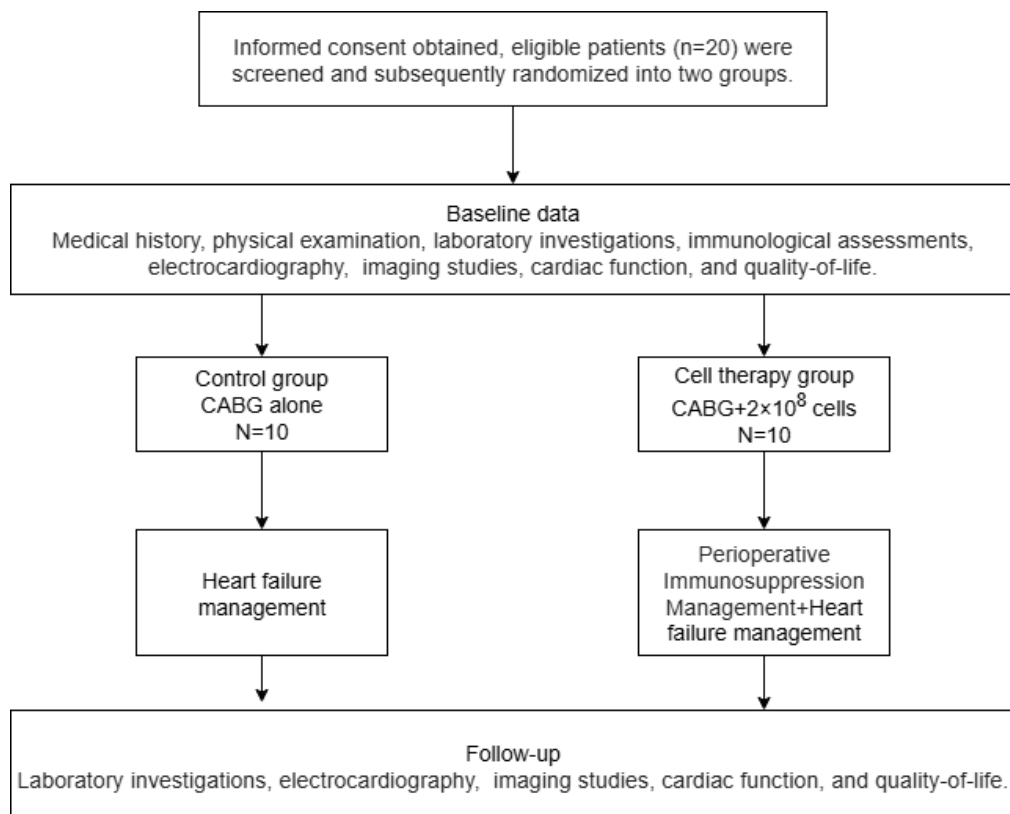 Informed consent obtained, eligible patients (n=20) were
screened and subsequently randomized into two groups.
Baseline data
Medical history, physical examination, laboratory investigations, immunological assessments,
electrocardiography, imaging studies, cardiac function, and quality-of-life.
Control group
CABG alone
N=10
Cell therapy group
CABG+2×10⁸ cells
N=10
Heart failure
management
Perioperative
Immunosuppression
Management+Heart
failure management
Follow-up
Laboratory investigations, electrocardiography, imaging studies, cardiac function, and quality-of-life.